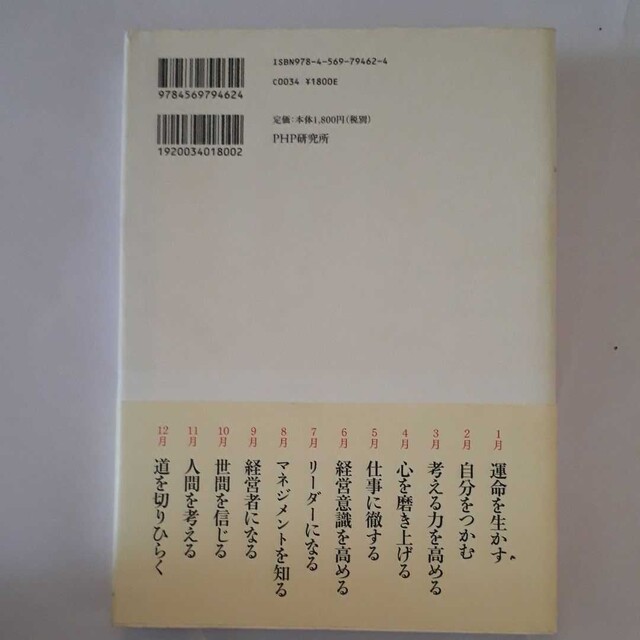 ISBN978-4-569-79462-4
C0034 ¥1800E
9784569794624
定価:本体1,800円(税別)
PHP研究所
1920034018002
1月 運命を生かす
2月 自分をつかむ
3月 考える力を高める
4月 心を磨き上げる
5月 仕事に徹する
6月 経営意識を高める
7月 リーダーになる
8月 マネジメントを知る
9月 経営者になる
10月 世間を信じる
11月 人間を考える
12月 道を切りひらく